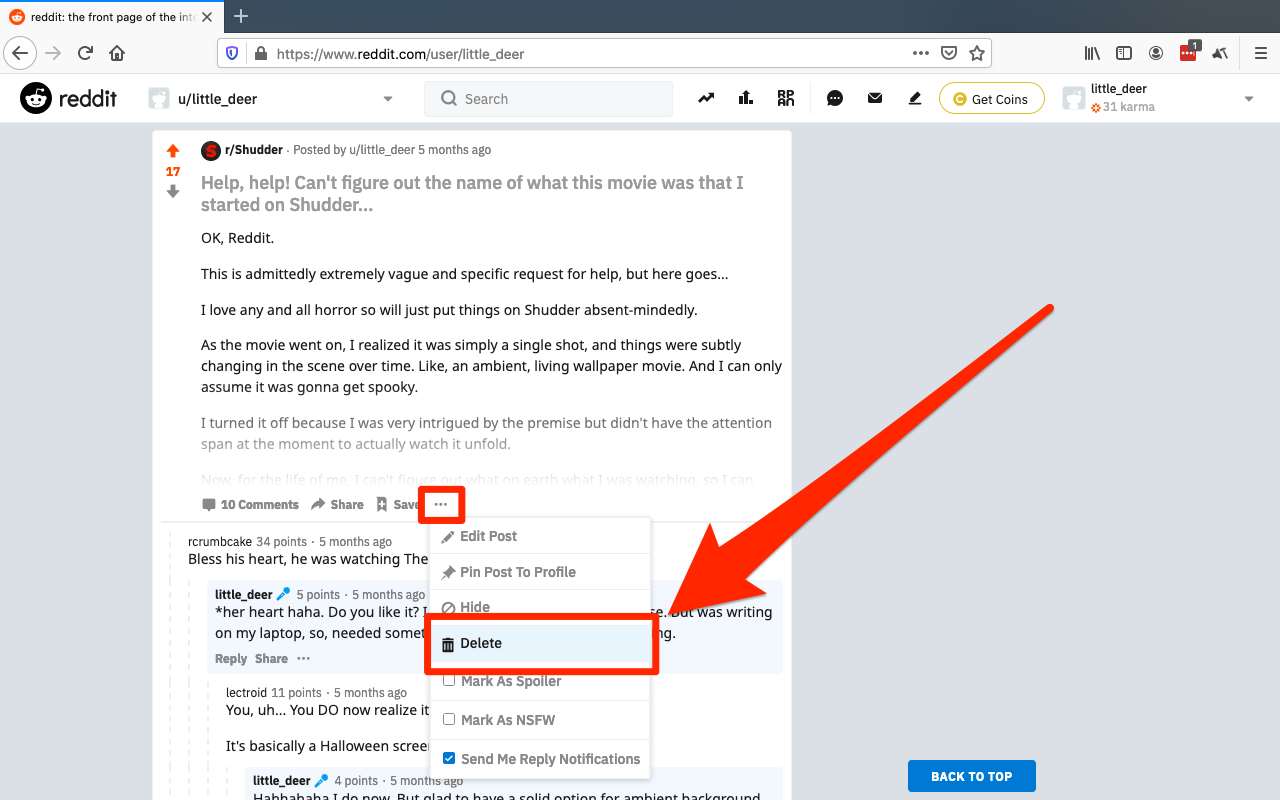 reddit: the front page of the inte
https://www.reddit.com/user/little_deer
1
reddit
u/little_deer
Search
RPAN
Get Coins
little_deer
31 karma
r/Shudder · Posted by u/little_deer 5 months ago
17
Help, help! Can't figure out the name of what this movie was that I
started on Shudder...
OK, Reddit.
This is admittedly extremely vague and specific request for help, but here goes...
I love any and all horror so will just put things on Shudder absent-mindedly.
As the movie went on, I realized it was simply a single shot, and things were subtly
changing in the scene over time. Like, an ambient, living wallpaper movie. And I can only
assume it was gonna get spooky.
I turned it off because I was very intrigued by the premise but didn't have the attention
span at the moment to actually watch it unfold.
Now, for the life of me, I can't figure out what on earth what I was watching, so I can
10 Comments Share Save ...
Edit Post
Pin Post To Profile
Hide
Delete
Mark As Spoiler
Mark As NSFW
Send Me Reply Notifications
rcrumbcake 34 points · 5 months ago
Bless his heart, he was watching The
little_deer 5 points · 5 months ago
*her heart haha. Do you like it? I se. But was writing
on my laptop, so, needed somet ng.
Reply Share ...
lectroid 11 points · 5 months ago
You, uh... You DO now realize it
It's basically a Halloween scree
little_deer 4 points · 5 months ago
Hahhahaha I do now. But glad to have a solid option for ambient background
BACK TO TOP